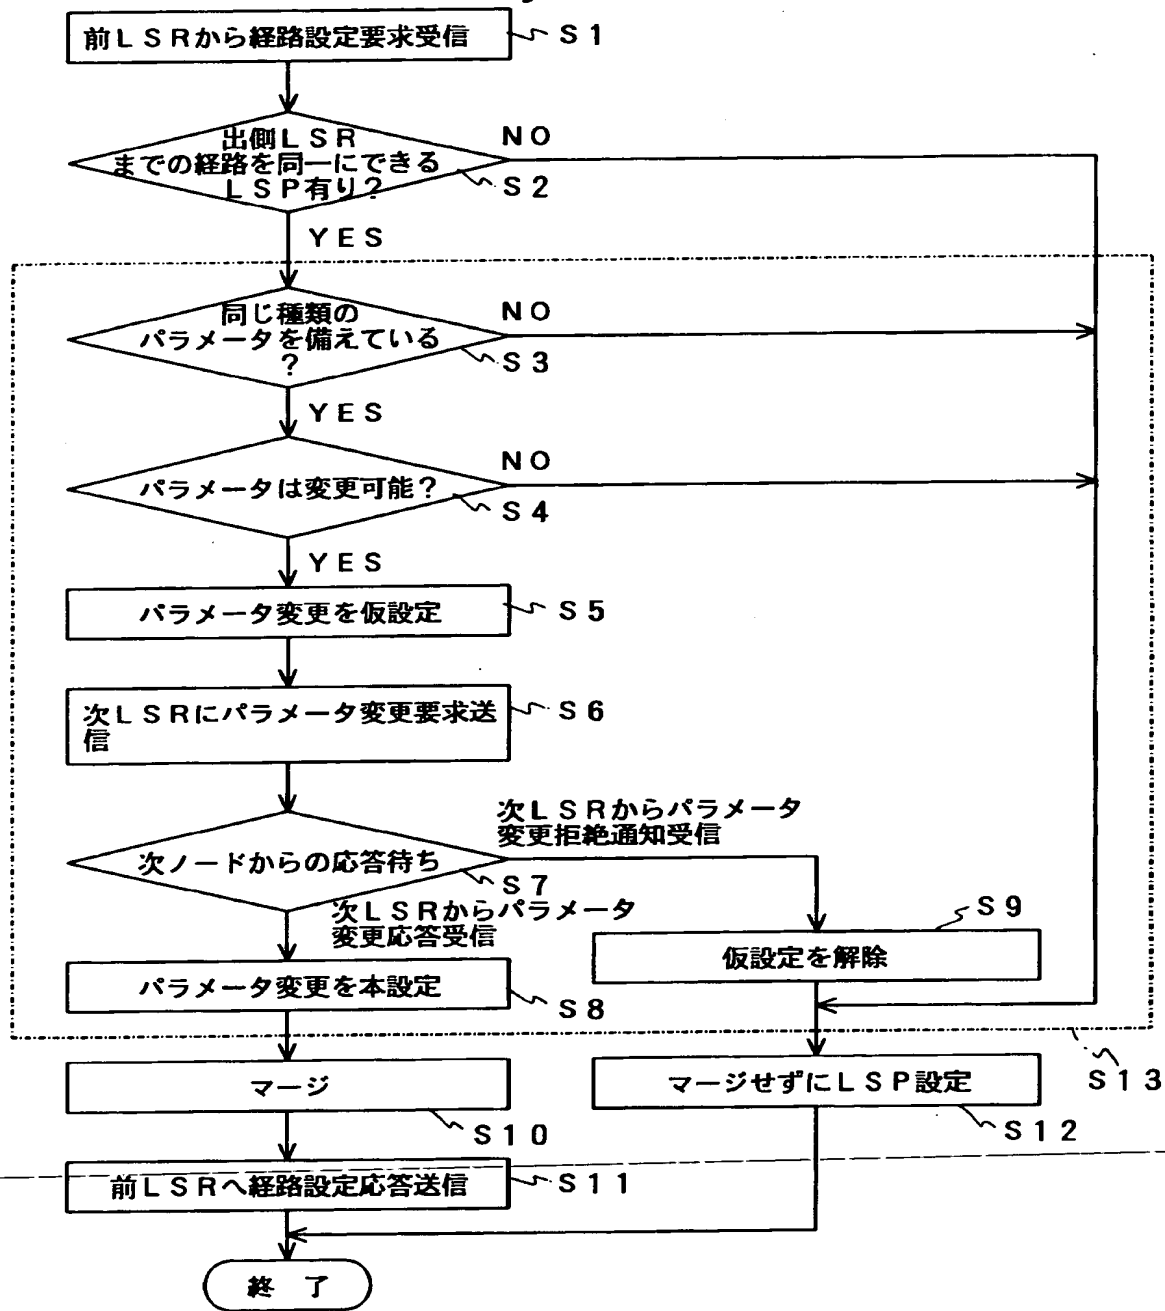 前LSRから経路設定要求受信
S1
出側LSR
までの経路を同一にできる
LSP有り?
NO
S2
YES
同じ種類の
パラメータを備えている
?
NO
S3
YES
パラメータは変更可能?
NO
S4
YES
パラメータ変更を仮設定
S5
次LSRにパラメータ変更要求送
信
S6
次ノードからの応答待ち
S7
次LSRからパラメータ
変更拒絶通知受信
次LSRからパラメータ
変更応答受信
S9
仮設定を解除
パラメータ変更を本設定
S8
マージ
S10
マージせずにLSP設定
S12
S13
前LSRへ経路設定応答送信
S11
終 了